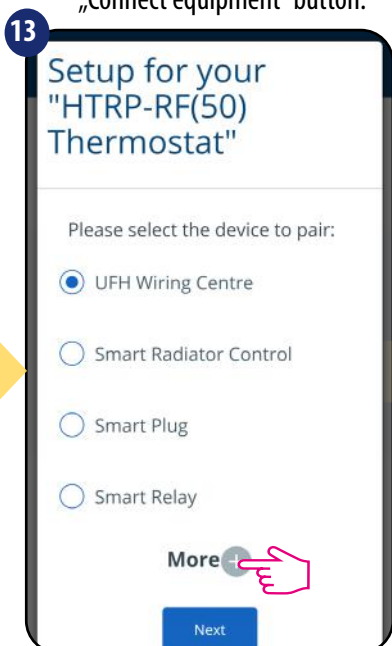 „Connect equipment" button.
13
Setup for your
"HTRP-RF(50)
Thermostat"
Please select the device to pair:
UFH Wiring Centre
Smart Radiator Control
Smart Plug
Smart Relay
More +
Next